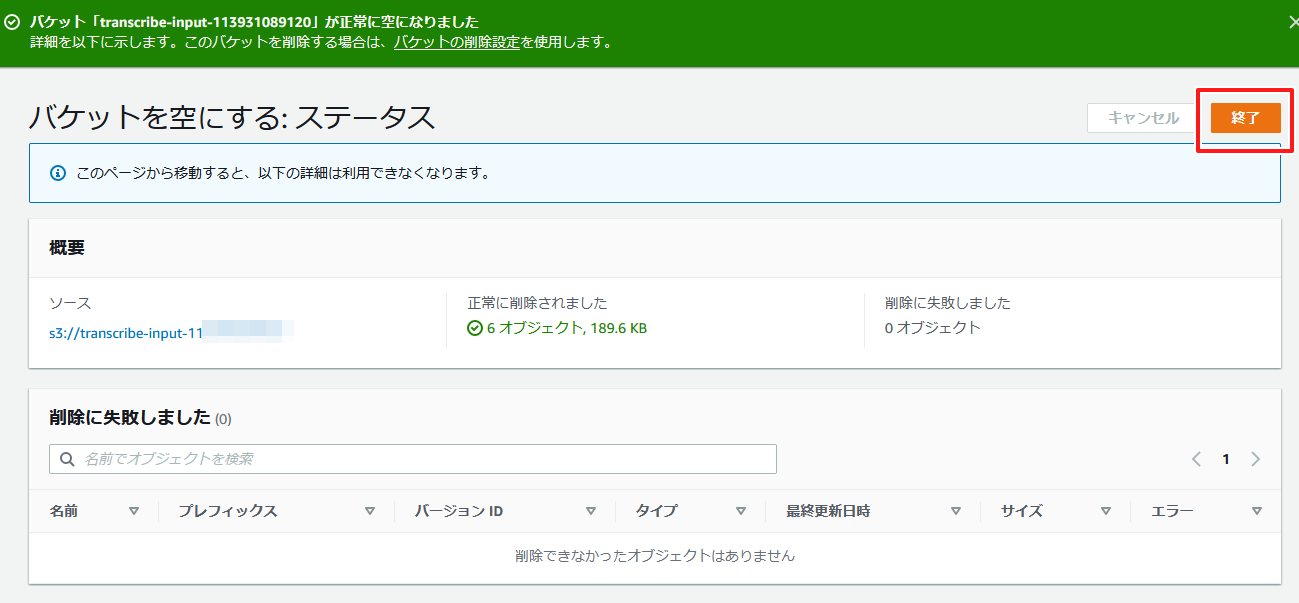 バケット「transcribe-input-113931089120」が正常に空になりました
詳細を以下に示します。このバケットを削除する場合は、バケットの削除設定を使用します。
バケットを空にする: ステータス
キャンセル
終了
このページから移動すると、以下の詳細は利用できなくなります。
概要
ソース
s3://transcribe-input-11
正常に削除されました
6 オブジェクト, 189.6 KB
削除に失敗しました
0 オブジェクト
削除に失敗しました (0)
名前でオブジェクトを検索
1
名前
プレフィックス
バージョン ID
タイプ
最終更新日時
サイズ
エラー
削除できなかったオブジェクトはありません